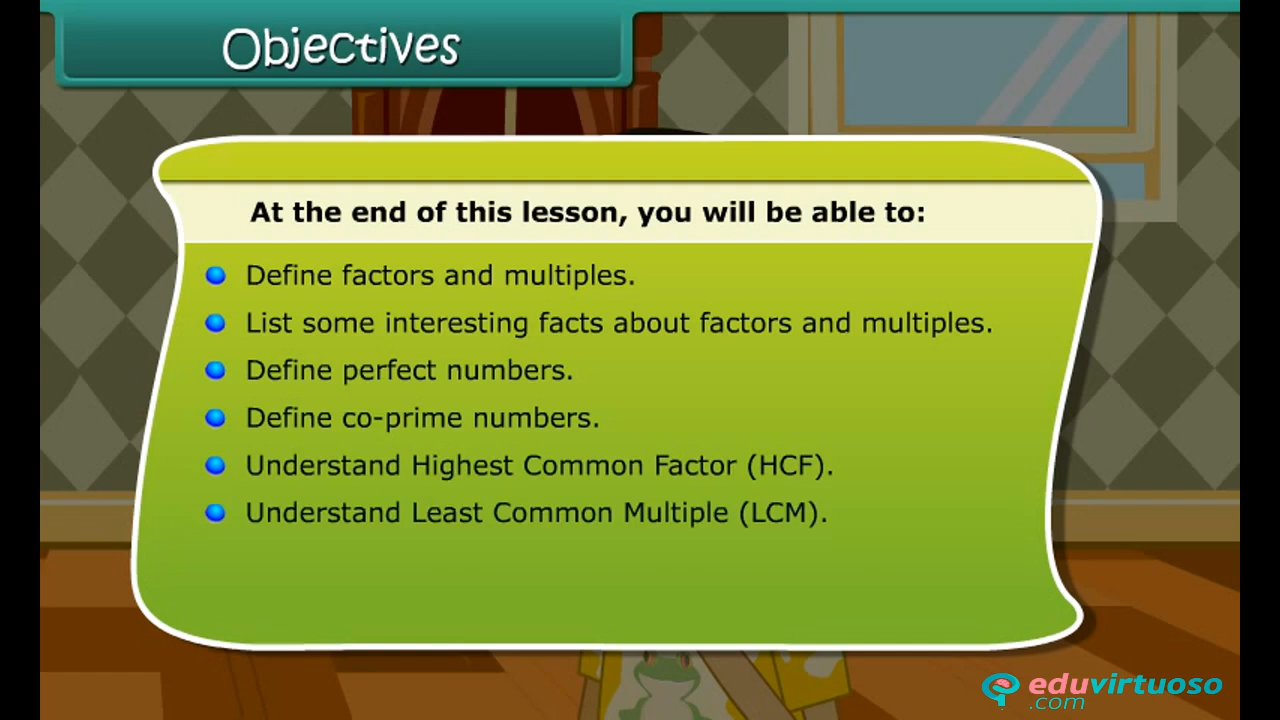 Objectives
At the end of this lesson, you will be able to:
Define factors and multiples.
List some interesting facts about factors and multiples.
Define perfect numbers.
Define co-prime numbers.
Understand Highest Common Factor (HCF).
Understand Least Common Multiple (LCM).
eduvirtuoso
.com